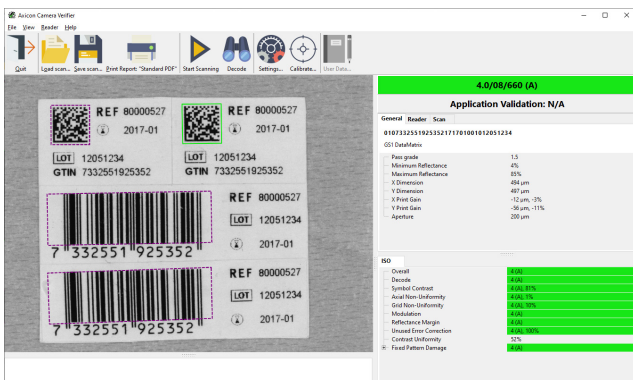 Axicon Camera Verifier
File View Reader Help
Quit Load scan... Save scan... Print Report: "Standard PDF" Start Scanning Decode Settings... Calibrate... User Data...
REF 80000527
2017-01
LOT 12051234
GTIN 7332551925352
REF 80000527
2017-01
LOT 12051234
GTIN 7332551925352
REF 80000527
LOT 12051234
2017-01
7 332551 925352
REF 80000527
LOT 12051234
2017-01
7 332551 925352
4.0/08/660 (A)
Application Validation: N/A
General Reader Scan
0107332551925352171701001012051234
GS1 DataMatrix
Pass grade 1.5
Minimum Reflectance 4%
Maximum Reflectance 85%
X Dimension 494 µm
Y Dimension 497 µm
X Print Gain -12 µm, -3%
Y Print Gain -56 µm, -11%
Aperture 200 µm
ISO
Overall 4 (A)
Decode 4 (A)
Symbol Contrast 4 (A), 81%
Axial Non-Uniformity 4 (A), 1%
Grid Non-Uniformity 4 (A), 10%
Modulation 4 (A)
Reflectance Margin 4 (A)
Unused Error Correction 4 (A), 100%
Contrast Uniformity 52%
Fixed Pattern Damage 4 (A)